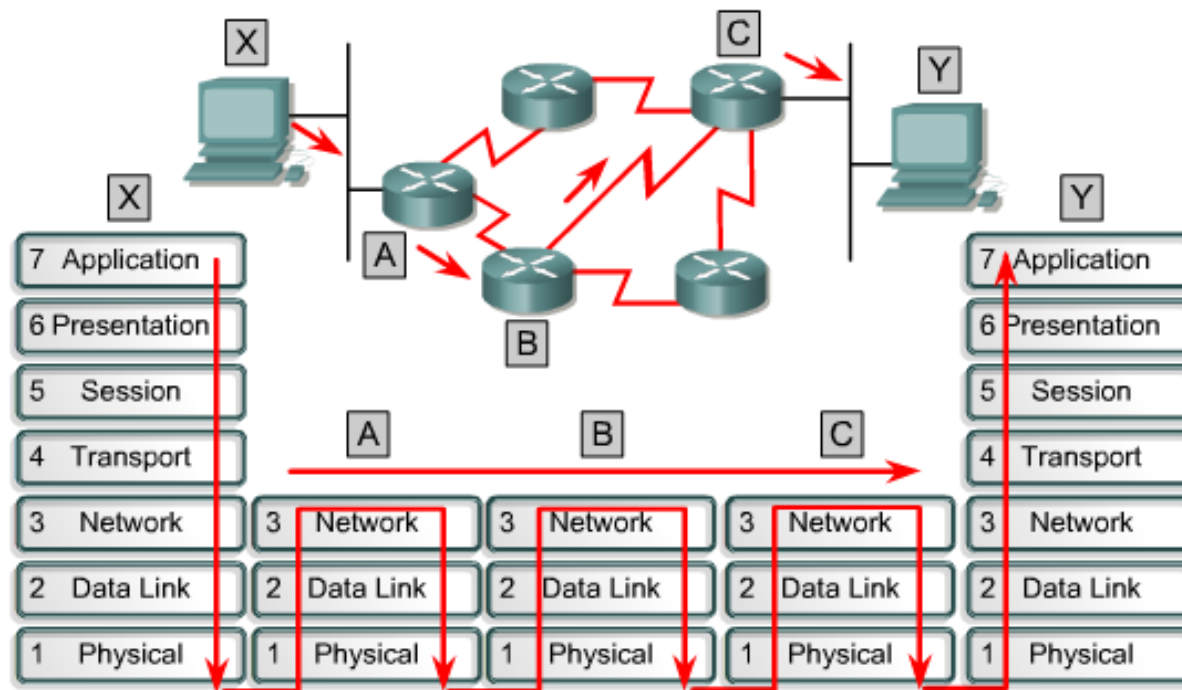 X
C
Y
A
B
X
Y
7 Application
6 Presentation
5 Session
4 Transport
3 Network
2 Data Link
1 Physical
A
B
C
3 Network
2 Data Link
1 Physical
3 Network
2 Data Link
1 Physical
3 Network
2 Data Link
1 Physical
7 Application
6 Presentation
5 Session
4 Transport
3 Network
2 Data Link
1 Physical